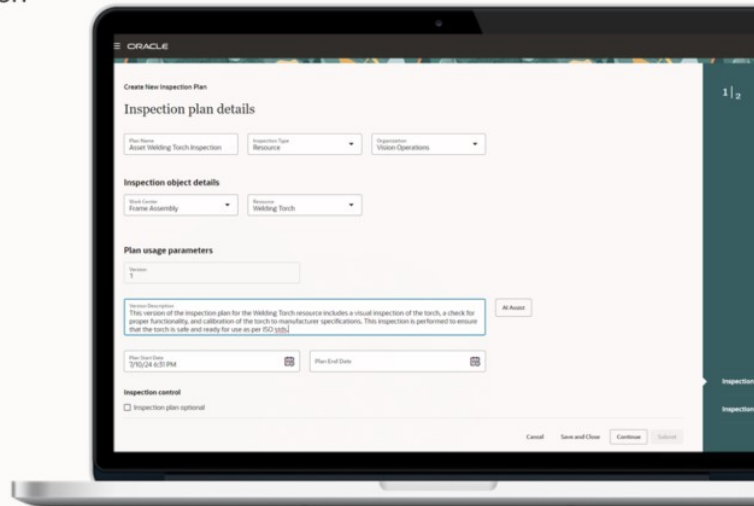 ORACLE
1|2
Create New Inspection Plan
Inspection plan details
Plan Name
Asset Welding Torch Inspection
Inspection Type
Resource
Organization
Vision Operations
Inspection object details
Work Center
Frame Assembly
Resource
Welding Torch
Plan usage parameters
Version
1
Version Description
This version of the inspection plan for the Welding Torch resource includes a visual inspection of the torch, a check for
proper functionality, and calibration of the torch to manufacturer specifications. This inspection is performed to ensure
that the torch is safe and ready for use as per ISO stds.
AI Assist
Plan Start Date
7/10/24 6:51 PM
Plan End Date
Inspection control
Inspection plan optional
Inspection
Inspection
Cancel Save and Close Continue Submit